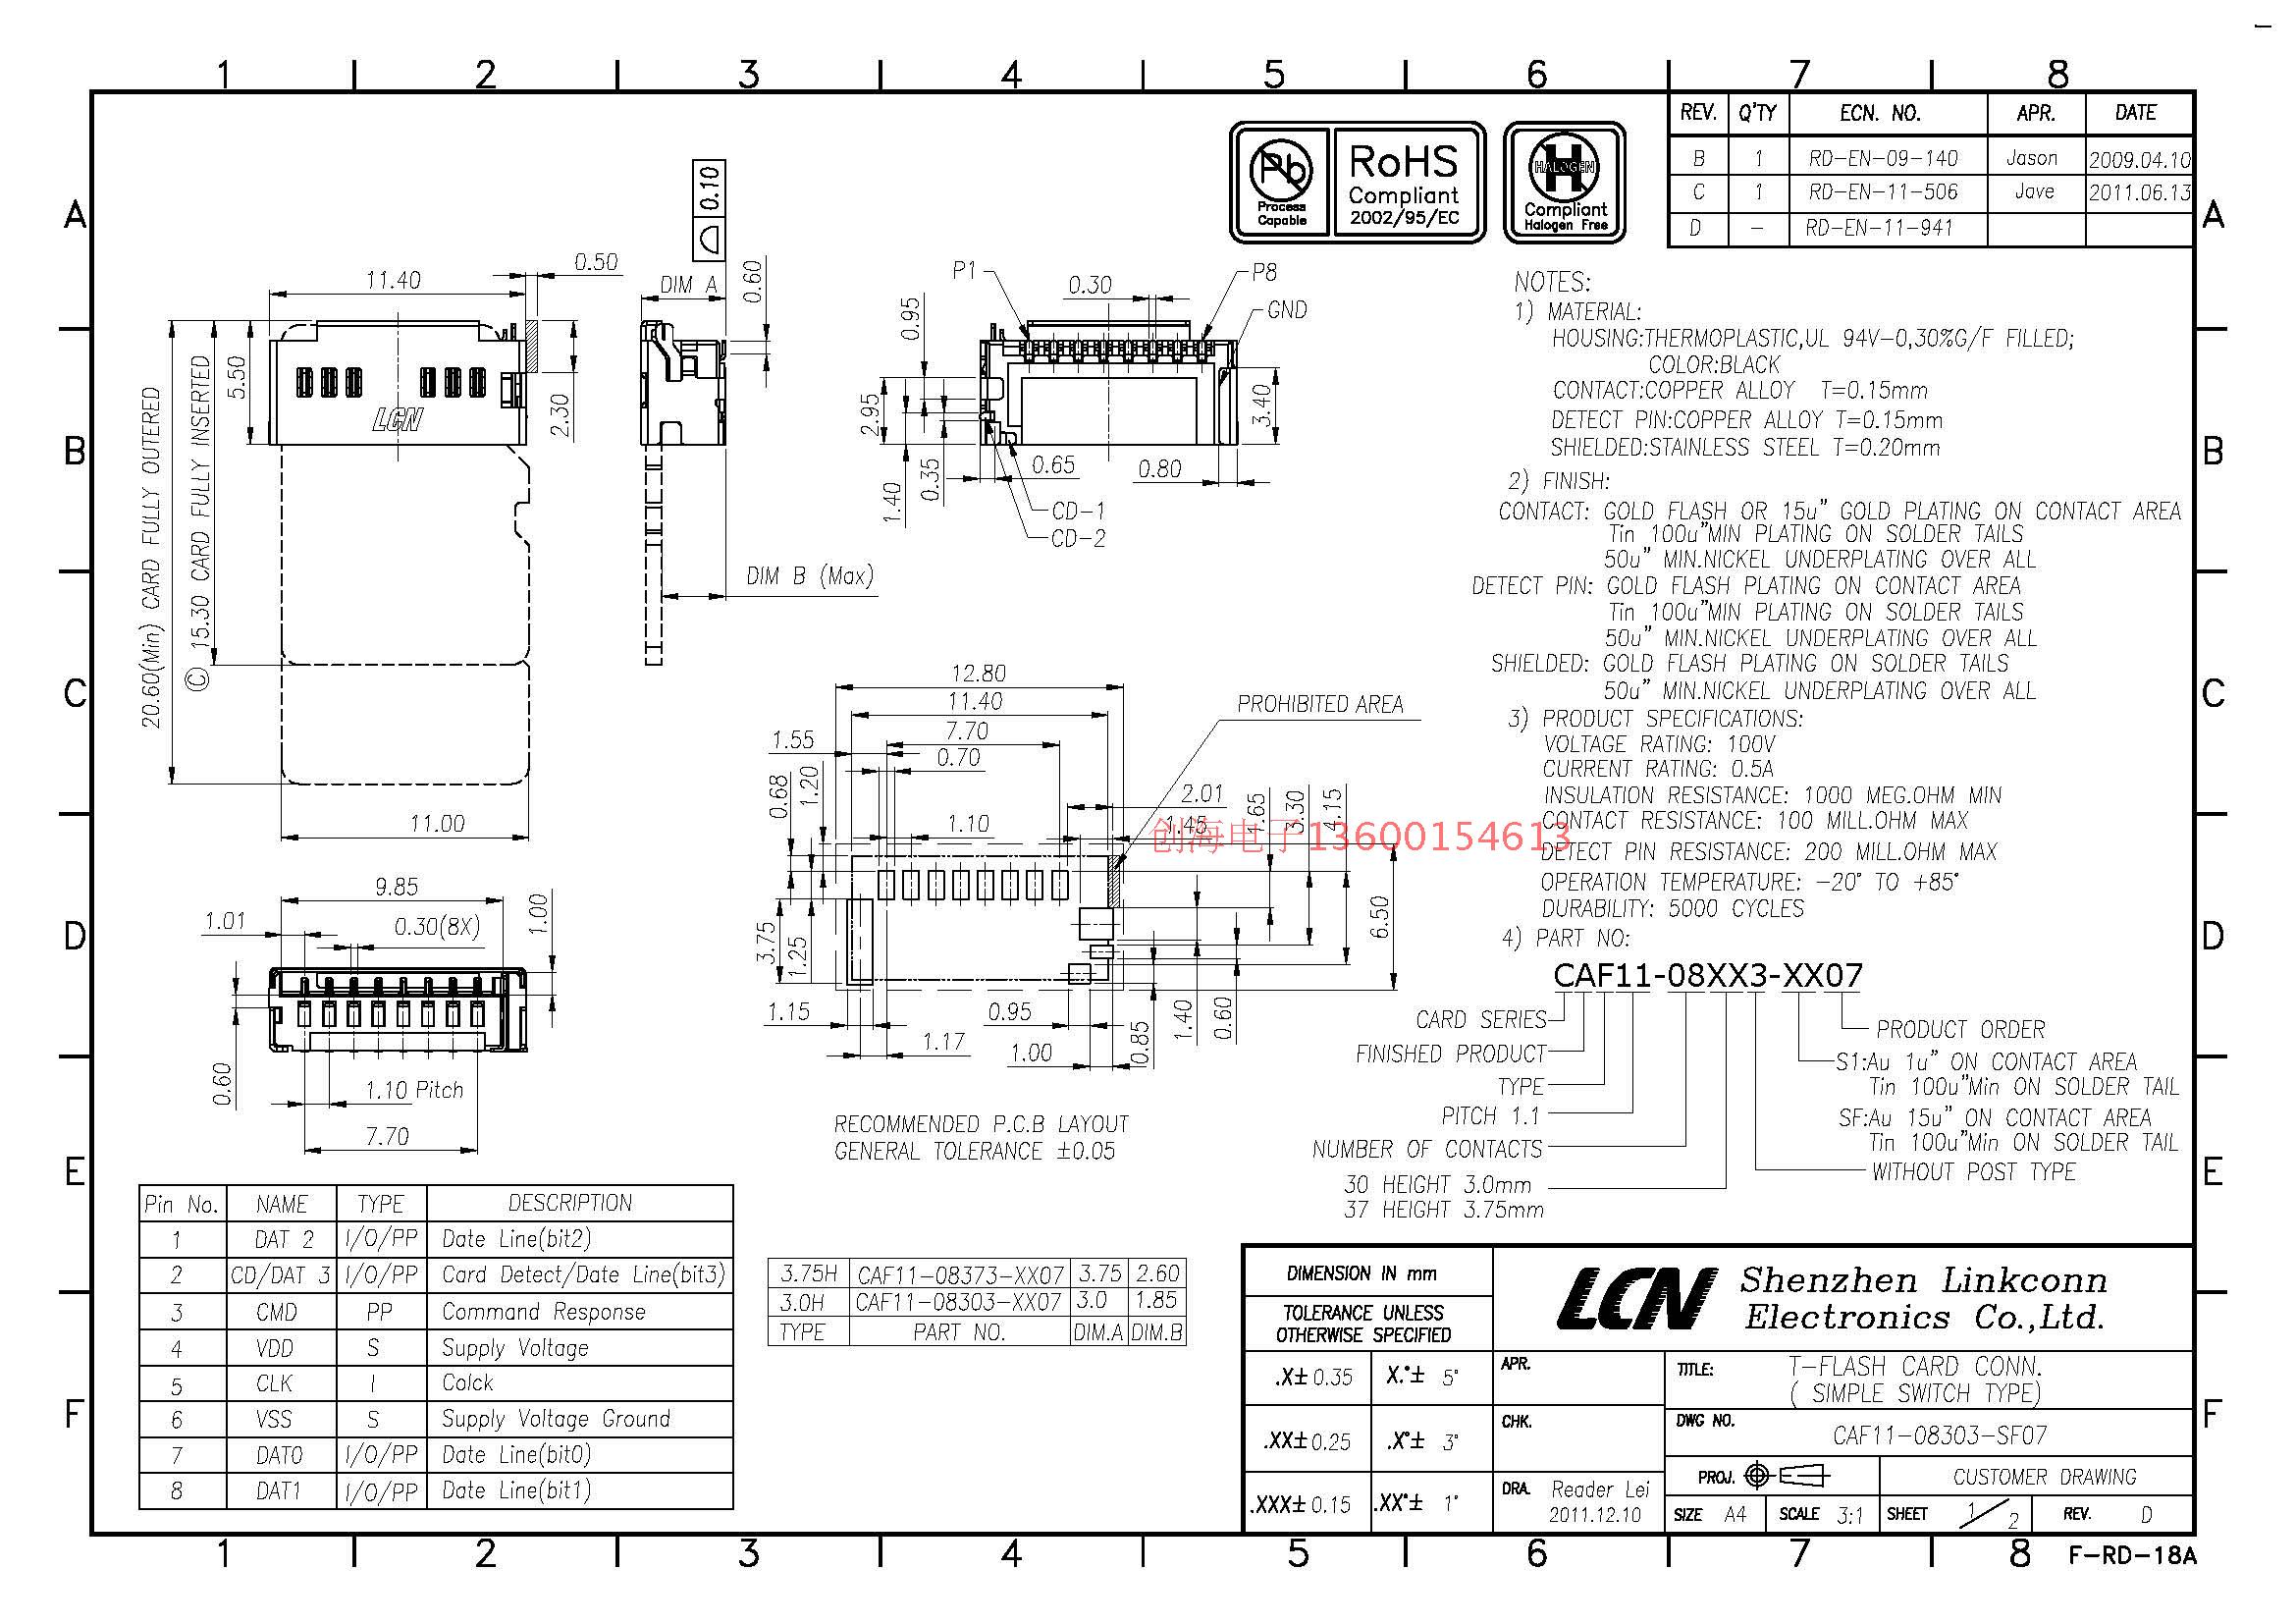 1 2 3 4 5 6 7 8
A
B
C
D
E
F
A
B
C
D
E
F
Pb
Process
Capable
RoHS
Compliant
2002/95/EC
H
HALOGEN
Compliant
Halogen Free
REV. Q'TY ECN. NO. APR. DATE
B 1 RD-EN-09-140 Jason 2009.04.10
C 1 RD-EN-11-506 Jave 2011.06.13
D - RD-EN-11-941
11.40
0.50
5.50
2.30
20.60(Min) CARD FULLY OUTERED
Ⓒ 15.30 CARD FULLY INSERTED
LCN
11.00
0.10
DIM A
0.60
DIM B (Max)
P1
0.30
P8
GND
0.95
2.95
1.40
0.35
0.65
0.80
3.40
CD-1
CD-2
9.85
1.01
0.30(8X)
1.00
0.60
1.10 Pitch
7.70
12.80
11.40
7.70
1.55
0.70
0.68
1.20
1.10
PROHIBITED AREA
2.01
1.45
1.65
3.30
4.15
6.50
3.75
1.25
1.15
1.17
0.95
1.00
0.85
1.40
0.60
RECOMMENDED P.C.B LAYOUT
GENERAL TOLERANCE ±0.05
创海电子13600154613
NOTES:
1) MATERIAL:
HOUSING:THERMOPLASTIC,UL 94V-0,30%G/F FILLED;
COLOR:BLACK
CONTACT:COPPER ALLOY T=0.15mm
DETECT PIN:COPPER ALLOY T=0.15mm
SHIELDED:STAINLESS STEEL T=0.20mm
2) FINISH:
CONTACT: GOLD FLASH OR 15u" GOLD PLATING ON CONTACT AREA
Tin 100u"MIN PLATING ON SOLDER TAILS
50u" MIN.NICKEL UNDERPLATING OVER ALL
DETECT PIN: GOLD FLASH PLATING ON CONTACT AREA
Tin 100u"MIN PLATING ON SOLDER TAILS
50u" MIN.NICKEL UNDERPLATING OVER ALL
SHIELDED: GOLD FLASH PLATING ON SOLDER TAILS
50u" MIN.NICKEL UNDERPLATING OVER ALL
3) PRODUCT SPECIFICATIONS:
VOLTAGE RATING: 100V
CURRENT RATING: 0.5A
INSULATION RESISTANCE: 1000 MEG.OHM MIN
CONTACT RESISTANCE: 100 MILL.OHM MAX
DETECT PIN RESISTANCE: 200 MILL.OHM MAX
OPERATION TEMPERATURE: -20° TO +85°
DURABILITY: 5000 CYCLES
4) PART NO:
CAF11-08XX3-XX07
CARD SERIES
FINISHED PRODUCT
TYPE
PITCH 1.1
NUMBER OF CONTACTS
30 HEIGHT 3.0mm
37 HEIGHT 3.75mm
PRODUCT ORDER
S1:Au 1u" ON CONTACT AREA
Tin 100u"Min ON SOLDER TAIL
SF:Au 15u" ON CONTACT AREA
Tin 100u"Min ON SOLDER TAIL
WITHOUT POST TYPE
Pin No. NAME TYPE DESCRIPTION
1 DAT 2 I/O/PP Date Line(bit2)
2 CD/DAT 3 I/O/PP Card Detect/Date Line(bit3)
3 CMD PP Command Response
4 VDD S Supply Voltage
5 CLK I Colck
6 VSS S Supply Voltage Ground
7 DAT0 I/O/PP Date Line(bit0)
8 DAT1 I/O/PP Date Line(bit1)
3.75H CAF11-08373-XX07 3.75 2.60
3.0H CAF11-08303-XX07 3.0 1.85
TYPE PART NO. DIM.A DIM.B
DIMENSION IN mm
TOLERANCE UNLESS
OTHERWISE SPECIFIED
.X± 0.35 X.°± 5°
.XX± 0.25 .X°± 3°
.XXX± 0.15 .XX°± 1°
LCN Shenzhen Linkconn
Electronics Co.,Ltd.
APR.
CHK.
DRA. Reader Lei
2011.12.10
TITLE: T-FLASH CARD CONN.
( SIMPLE SWITCH TYPE)
DWG NO.
CAF11-08303-SF07
PROJ. CUSTOMER DRAWING
SIZE A4 SCALE 3:1 SHEET 1/2 REV. D
1 2 3 4 5 6 7 8
F-RD-18A